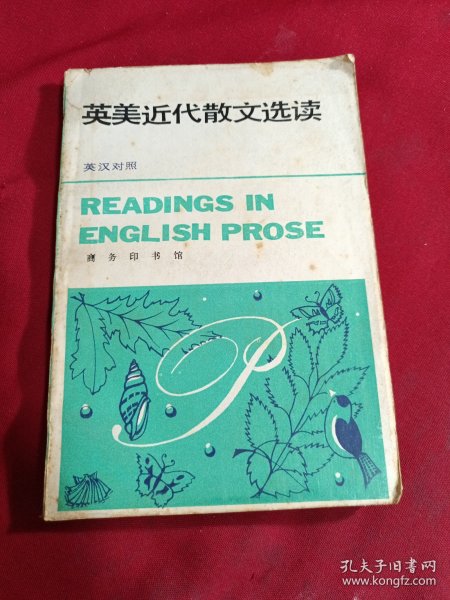 英美近代散文选读
英汉对照
READINGS IN
ENGLISH PROSE
商务印书馆
P
孔夫子旧书网
www.kongfz.com